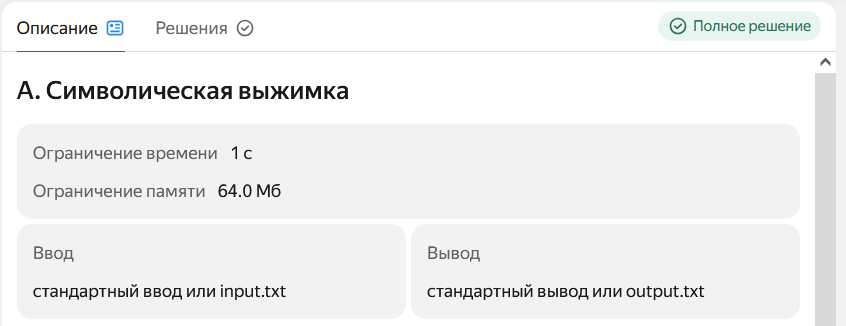 Описание Решения Полное решение
A. Символическая выжимка
Ограничение времени 1 с
Ограничение памяти 64.0 Мб
Ввод
стандартный ввод или input.txt
Вывод
стандартный вывод или output.txt